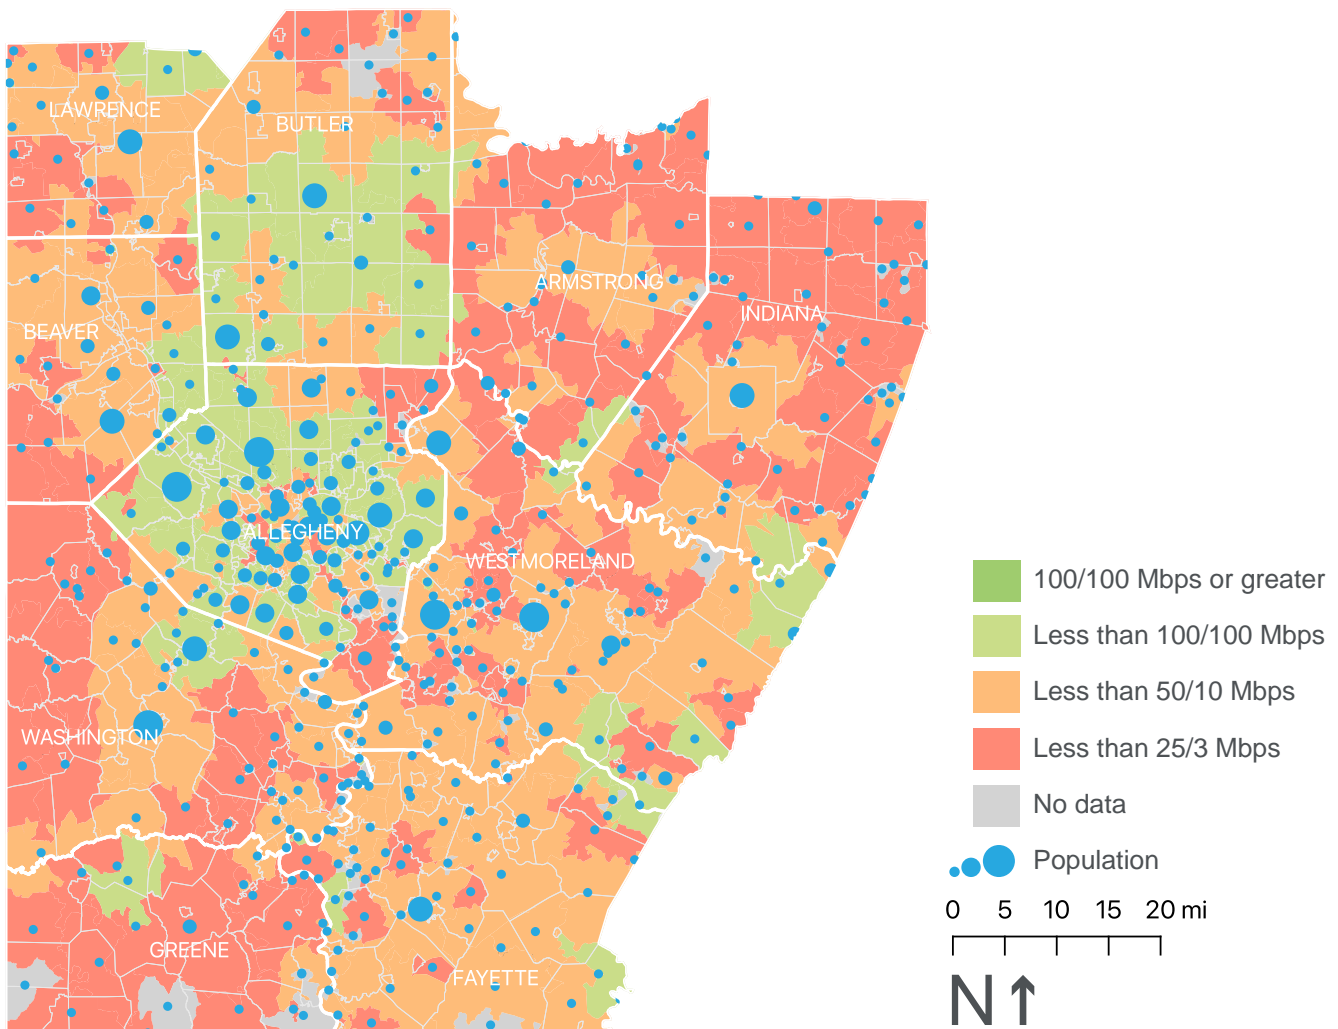 LAWRENCE
BUTLER
ARMSTRONG
INDIANA
BEAVER
ALLEGHENY
WESTMORELAND
WASHINGTON
GREENE
FAYETTE
100/100 Mbps or greater
Less than 100/100 Mbps
Less than 50/10 Mbps
Less than 25/3 Mbps
No data
Population
0 5 10 15 20 mi
N↑